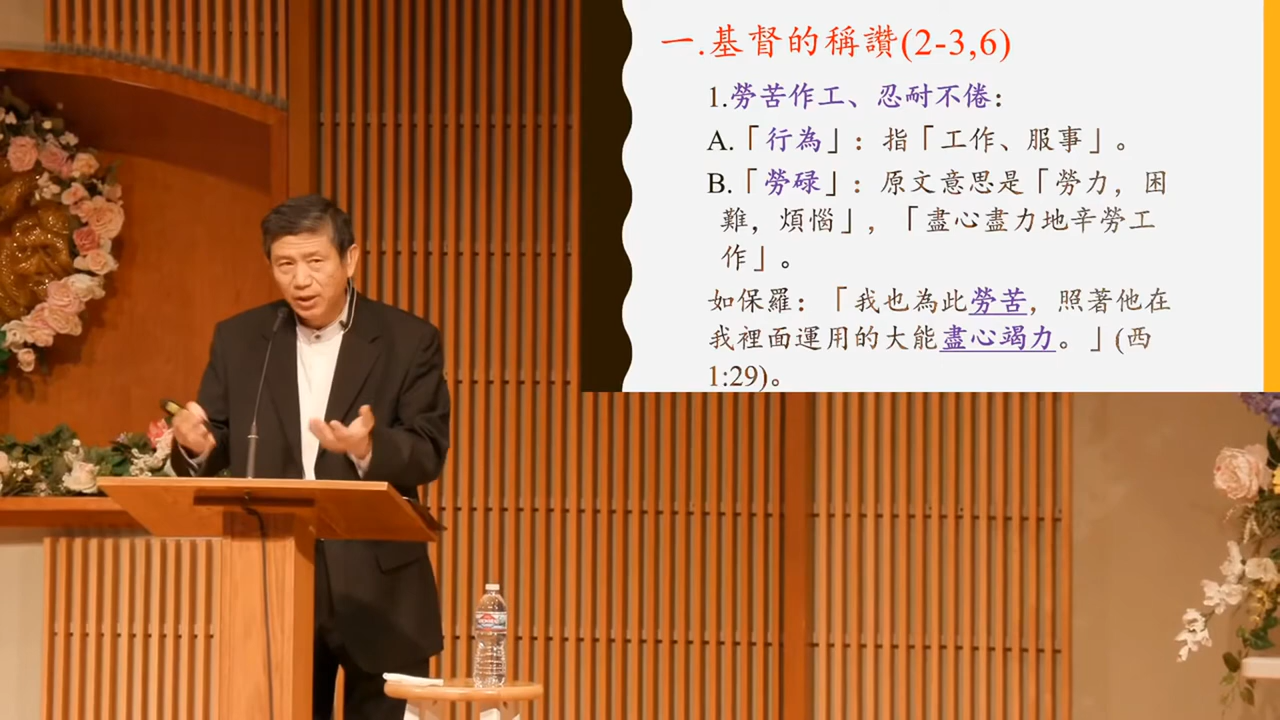 一.基督的稱讚(2-3,6)
1.勞苦作工、忍耐不倦：
A.「行為」：指「工作、服事」。
B.「勞碌」：原文意思是「勞力，困
難，煩惱」，「盡心盡力地辛勞工
作」。
如保羅：「我也為此勞苦，照著他在
我裡面運用的大能盡心竭力。」(西
1:29)。